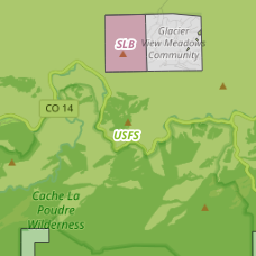 SLB
Glacier
View Meadows
Community
CO 14
USFS
Cache La
Poudre
Wilderness